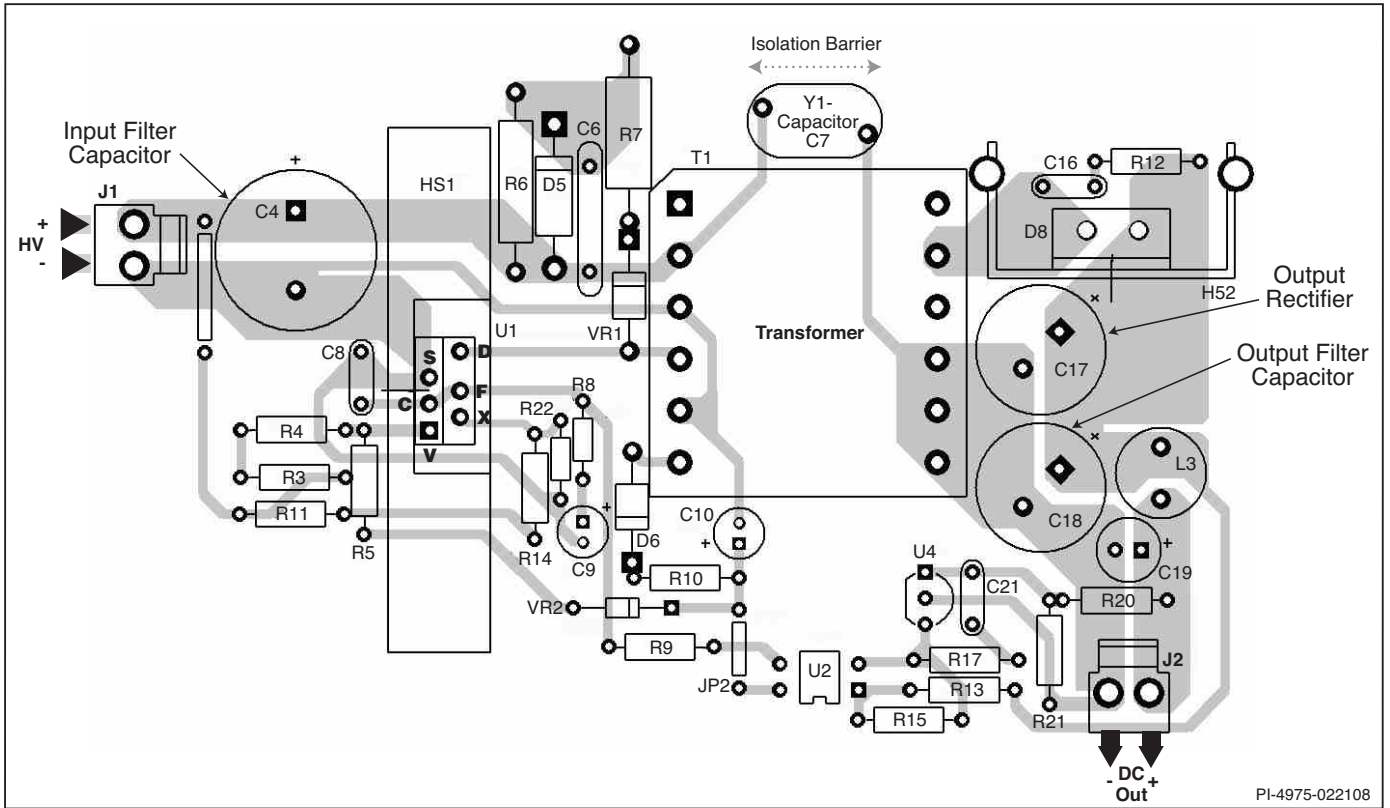 Isolation Barrier
Y1-
Capacitor
C7
Input Filter
Capacitor
+
J1
C4
+
HV
-
HS1
R6
D5
C6
R7
T1
C16
R12
D8
H52
Output
Rectifier
Transformer
VR1
U1
C8
S
D
C
F
X
V
C17
Output Filter
Capacitor
R8
R22
R4
R3
R11
R5
R14
C9
+
D6
C10
+
C18
L3
R10
U4
C21
C19
+
VR2
R20
R9
U2
R17
R13
R15
JP2
R21
J2
- DC +
Out
PI-4975-022108